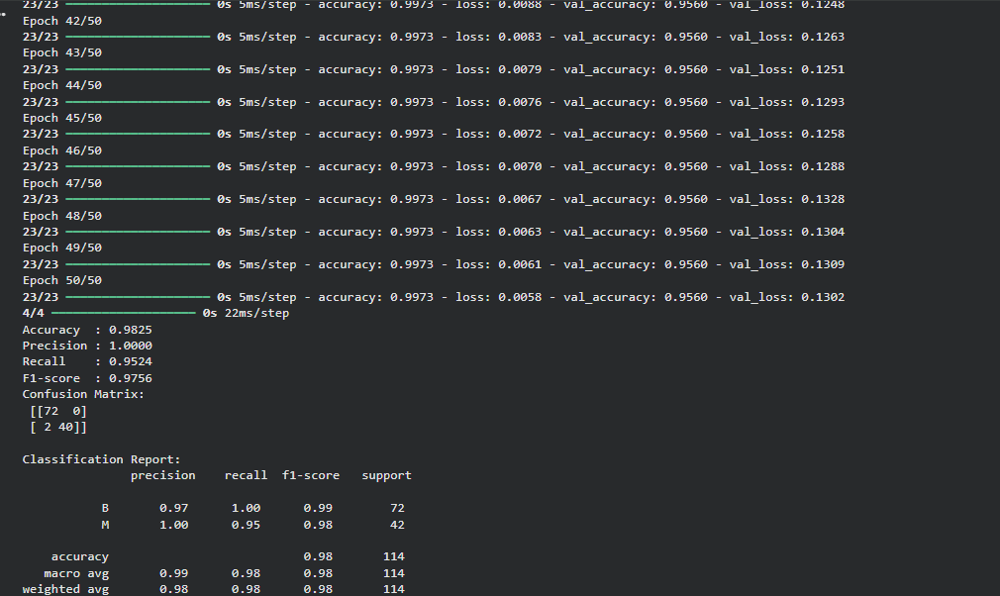 23/23 ━━━━━━━━━━━━━━━━━━━━ 0s 5ms/step - accuracy: 0.9973 - loss: 0.0088 - val_accuracy: 0.9560 - val_loss: 0.1248
Epoch 42/50
23/23 ━━━━━━━━━━━━━━━━━━━━ 0s 5ms/step - accuracy: 0.9973 - loss: 0.0083 - val_accuracy: 0.9560 - val_loss: 0.1263
Epoch 43/50
23/23 ━━━━━━━━━━━━━━━━━━━━ 0s 5ms/step - accuracy: 0.9973 - loss: 0.0079 - val_accuracy: 0.9560 - val_loss: 0.1251
Epoch 44/50
23/23 ━━━━━━━━━━━━━━━━━━━━ 0s 5ms/step - accuracy: 0.9973 - loss: 0.0076 - val_accuracy: 0.9560 - val_loss: 0.1293
Epoch 45/50
23/23 ━━━━━━━━━━━━━━━━━━━━ 0s 5ms/step - accuracy: 0.9973 - loss: 0.0072 - val_accuracy: 0.9560 - val_loss: 0.1258
Epoch 46/50
23/23 ━━━━━━━━━━━━━━━━━━━━ 0s 5ms/step - accuracy: 0.9973 - loss: 0.0070 - val_accuracy: 0.9560 - val_loss: 0.1288
Epoch 47/50
23/23 ━━━━━━━━━━━━━━━━━━━━ 0s 5ms/step - accuracy: 0.9973 - loss: 0.0067 - val_accuracy: 0.9560 - val_loss: 0.1328
Epoch 48/50
23/23 ━━━━━━━━━━━━━━━━━━━━ 0s 5ms/step - accuracy: 0.9973 - loss: 0.0063 - val_accuracy: 0.9560 - val_loss: 0.1304
Epoch 49/50
23/23 ━━━━━━━━━━━━━━━━━━━━ 0s 5ms/step - accuracy: 0.9973 - loss: 0.0061 - val_accuracy: 0.9560 - val_loss: 0.1309
Epoch 50/50
23/23 ━━━━━━━━━━━━━━━━━━━━ 0s 5ms/step - accuracy: 0.9973 - loss: 0.0058 - val_accuracy: 0.9560 - val_loss: 0.1302
4/4 ━━━━━━━━━━━━━━━━━━━━ 0s 22ms/step
Accuracy  : 0.9825
Precision : 1.0000
Recall    : 0.9524
F1-score  : 0.9756
Confusion Matrix:
 [[72  0]
 [ 2 40]]
Classification Report:
               precision    recall  f1-score   support
           B       0.97      1.00      0.99        72
           M       1.00      0.95      0.98        42
    accuracy                           0.98       114
   macro avg       0.99      0.98      0.98       114
weighted avg       0.98      0.98      0.98       114